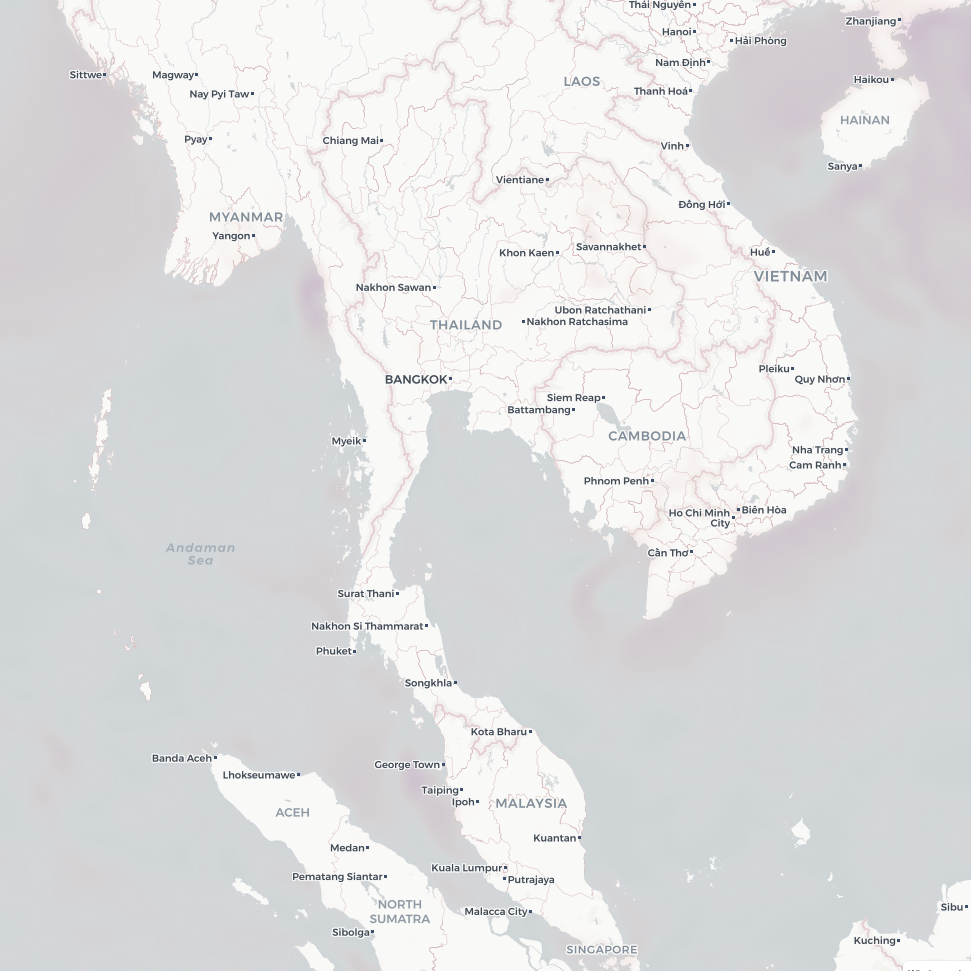 Thái Nguyên
Zhanjiang
Hanoi
Hải Phòng
Nam Định
Sittwe
Magway
LAOS
Haikou
Nay Pyi Taw
Thanh Hoá
HAINAN
Pyay
Chiang Mai
Vinh
Sanya
Vientiane
Đồng Hới
MYANMAR
Yangon
Khon Kaen
Savannakhet
Huế
VIETNAM
Nakhon Sawan
Ubon Ratchathani
THAILAND
Nakhon Ratchasima
Pleiku
BANGKOK
Quy Nhơn
Siem Reap
Battambang
CAMBODIA
Myeik
Nha Trang
Cam Ranh
Phnom Penh
Ho Chi Minh
City
Biên Hòa
Andaman
Sea
Cần Thơ
Surat Thani
Nakhon Si Thammarat
Phuket
Songkhla
Kota Bharu
Banda Aceh
George Town
Lhokseumawe
Taiping
Ipoh
MALAYSIA
ACEH
Kuantan
Medan
Kuala Lumpur
Pematang Siantar
Putrajaya
NORTH
SUMATRA
Malacca City
Sibu
Sibolga
Kuching
SINGAPORE